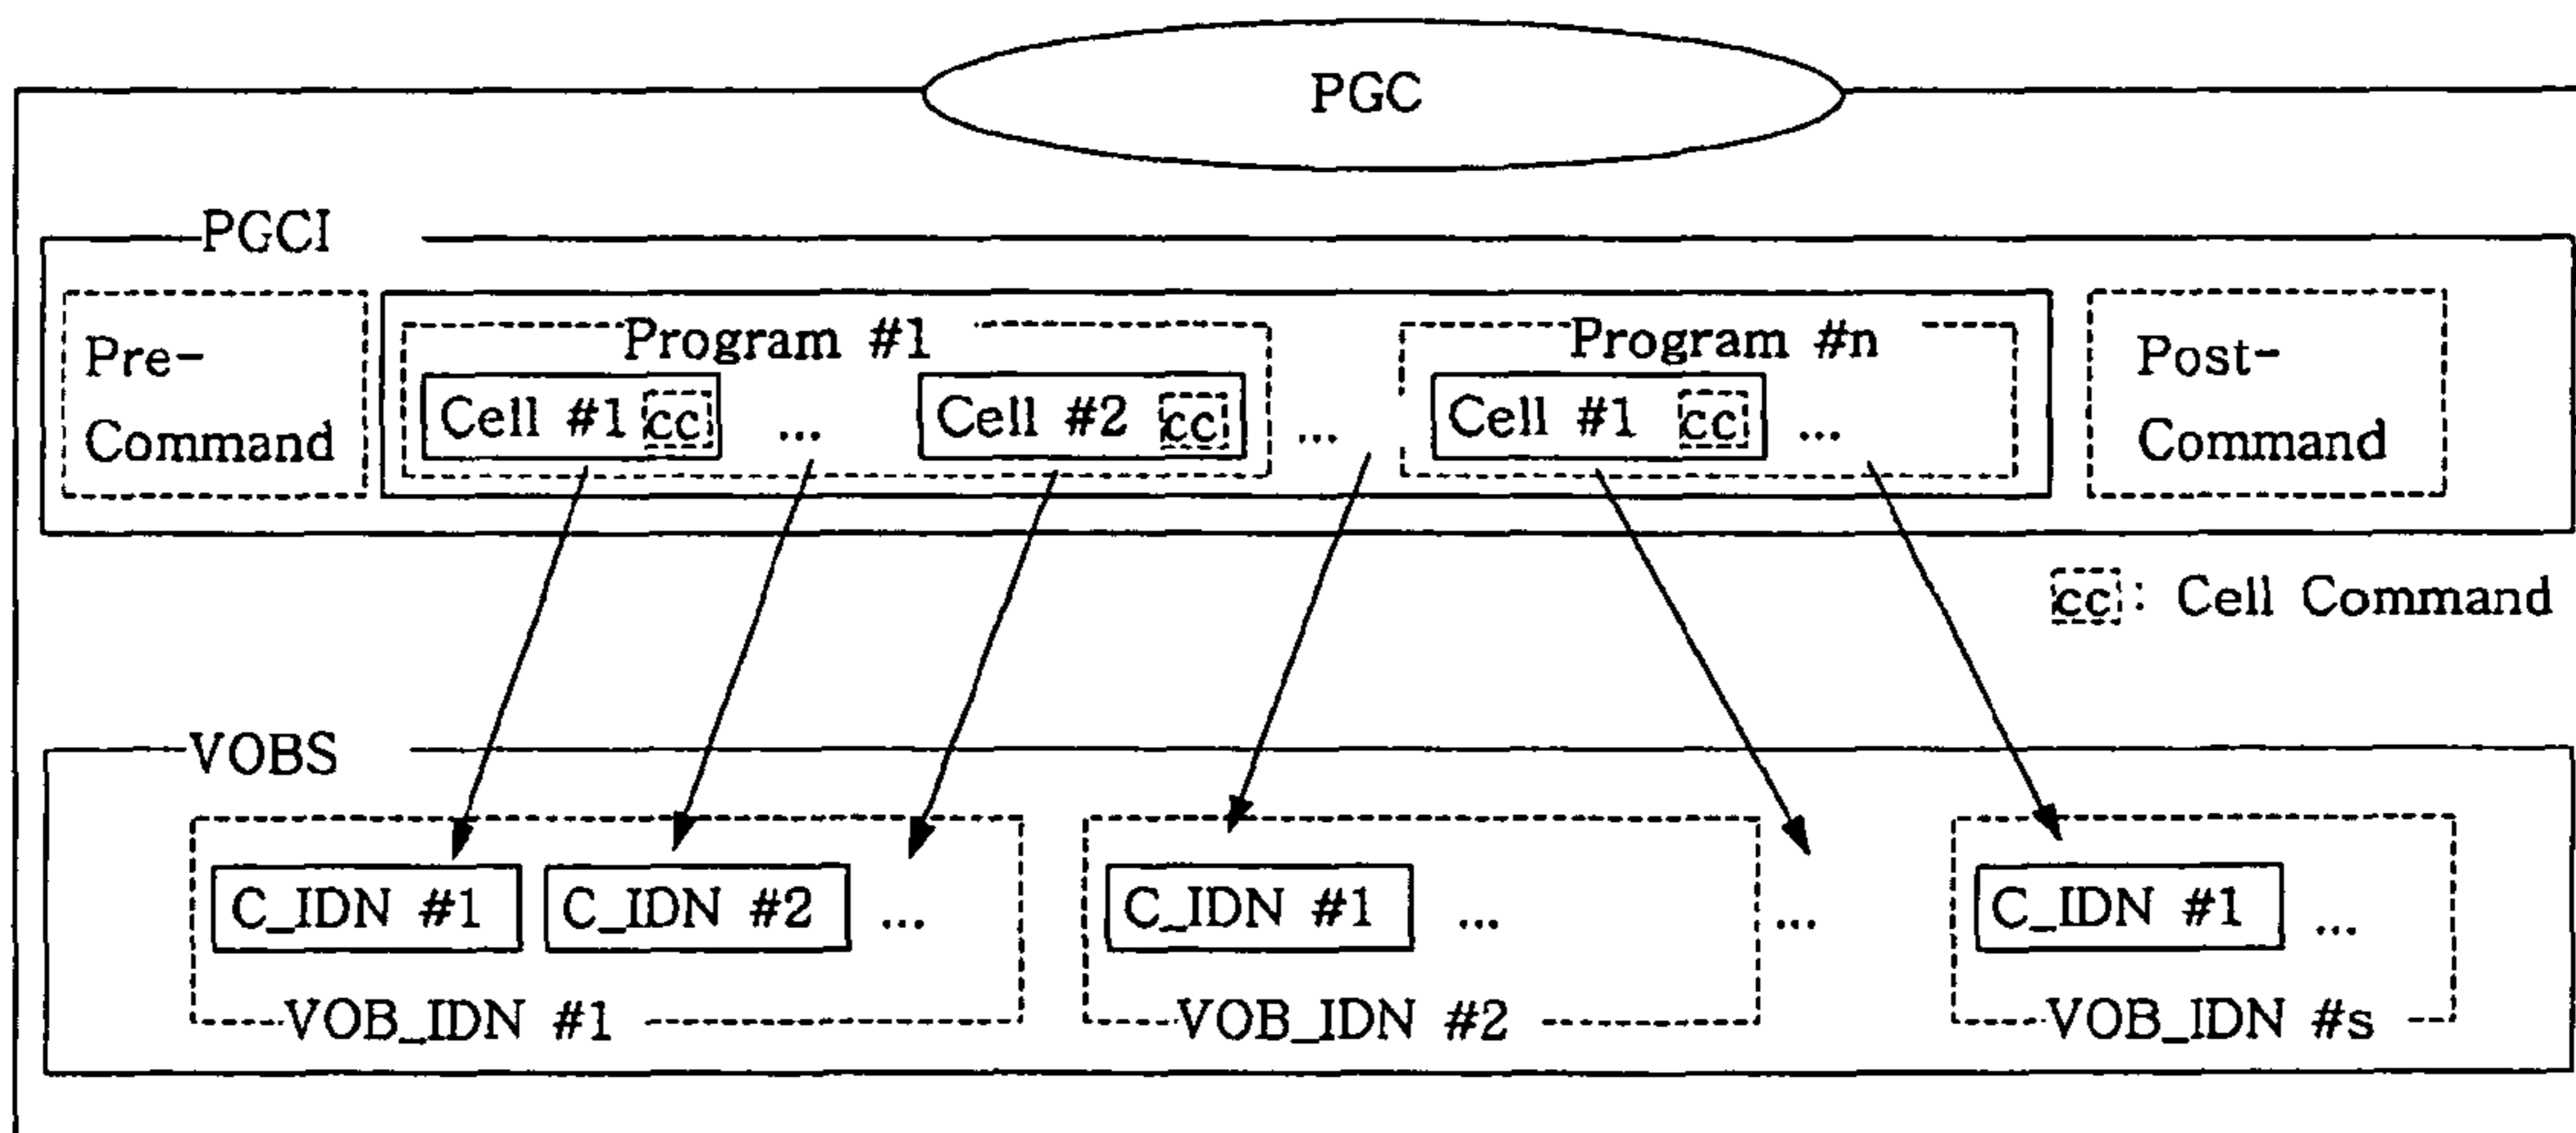 PGC
PGCI
Pre-
Command
Program #1
Cell #1 cc ... Cell #2 cc ...
Program #n
Cell #1 cc ...
Post-
Command
cc: Cell Command
VOBS
C_IDN #1 C_IDN #2 ...
VOB_IDN #1
C_IDN #1 ...
VOB_IDN #2
...
C_IDN #1 ...
VOB_IDN #s